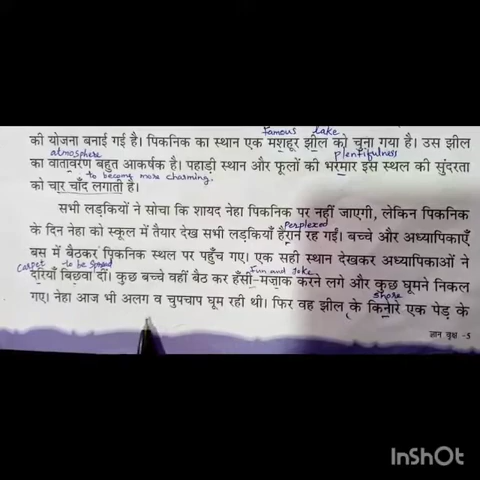 famous lake
की योजना बनाई गई है। पिकनिक का स्थान एक मशहूर झील को चुना गया है। उस झील
atmosphere plentifulness
का वातावरण बहुत आकर्षक है। पहाड़ी स्थान और फूलों की भरमार इस स्थल की सुंदरता
to become more charming.
को चार चाँद लगाती है।
सभी लड़कियों ने सोचा कि शायद नेहा पिकनिक पर नहीं जाएगी, लेकिन पिकनिक
Perplexed
के दिन नेहा को स्कूल में तैयार देख सभी लड़कियाँ हैरान रह गईं। बच्चे और अध्यापिकाएँ
बस में बैठकर पिकनिक स्थल पर पहुँच गए। एक सही स्थान देखकर अध्यापिकाओं ने
Carpet to be spread Fun and Joke
दरियाँ बिछवा दीं। कुछ बच्चे वहीं बैठ कर हँसी-मज़ाक करने लगे और कुछ घूमने निकल
shore
गए। नेहा आज भी अलग व चुपचाप घूम रही थी। फिर वह झील के किनारे एक पेड़ के
ज्ञान वृक्ष -5
InShOt